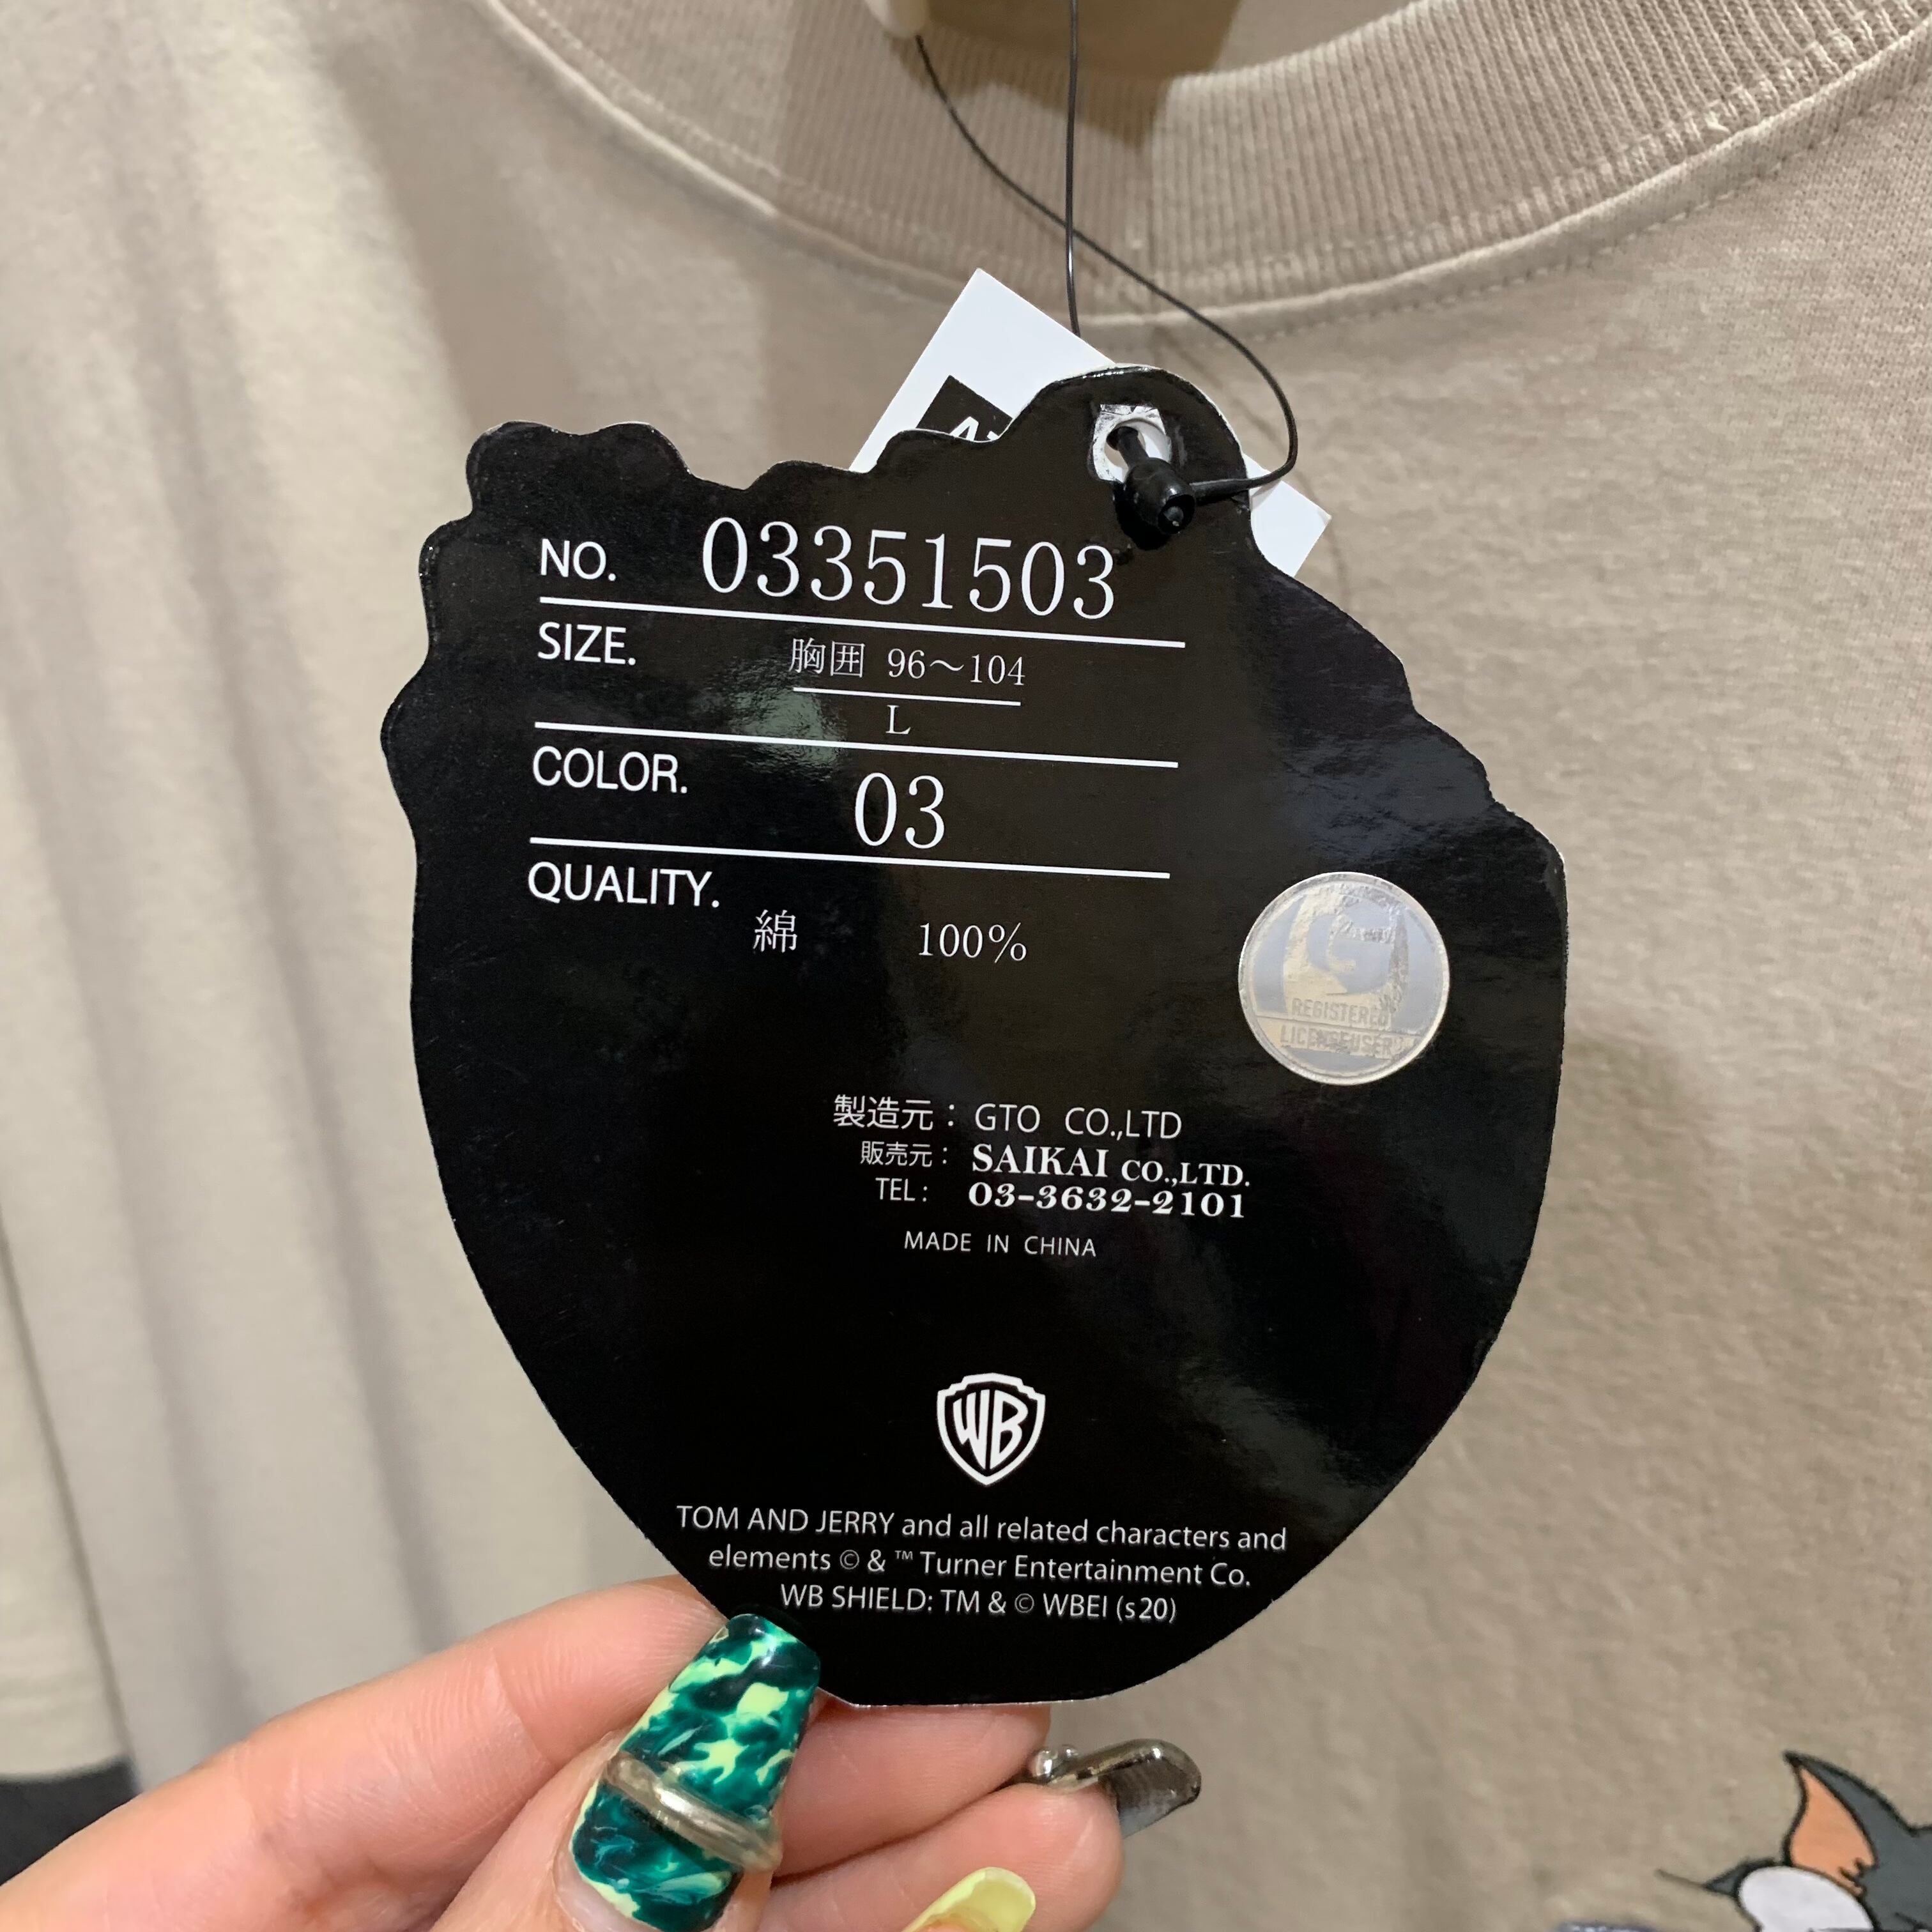 NO. 03351503
SIZE. 胸囲 96～104
L
COLOR. 03
QUALITY.
綿 100%
REGISTERED
LICENSE USER
製造元： GTO CO.,LTD
販売元： SAIKAI CO.,LTD.
TEL： 03-3632-2101
MADE IN CHINA
WB
TOM AND JERRY and all related characters and
elements © & ™ Turner Entertainment Co.
WB SHIELD: TM & © WBEI (s20)